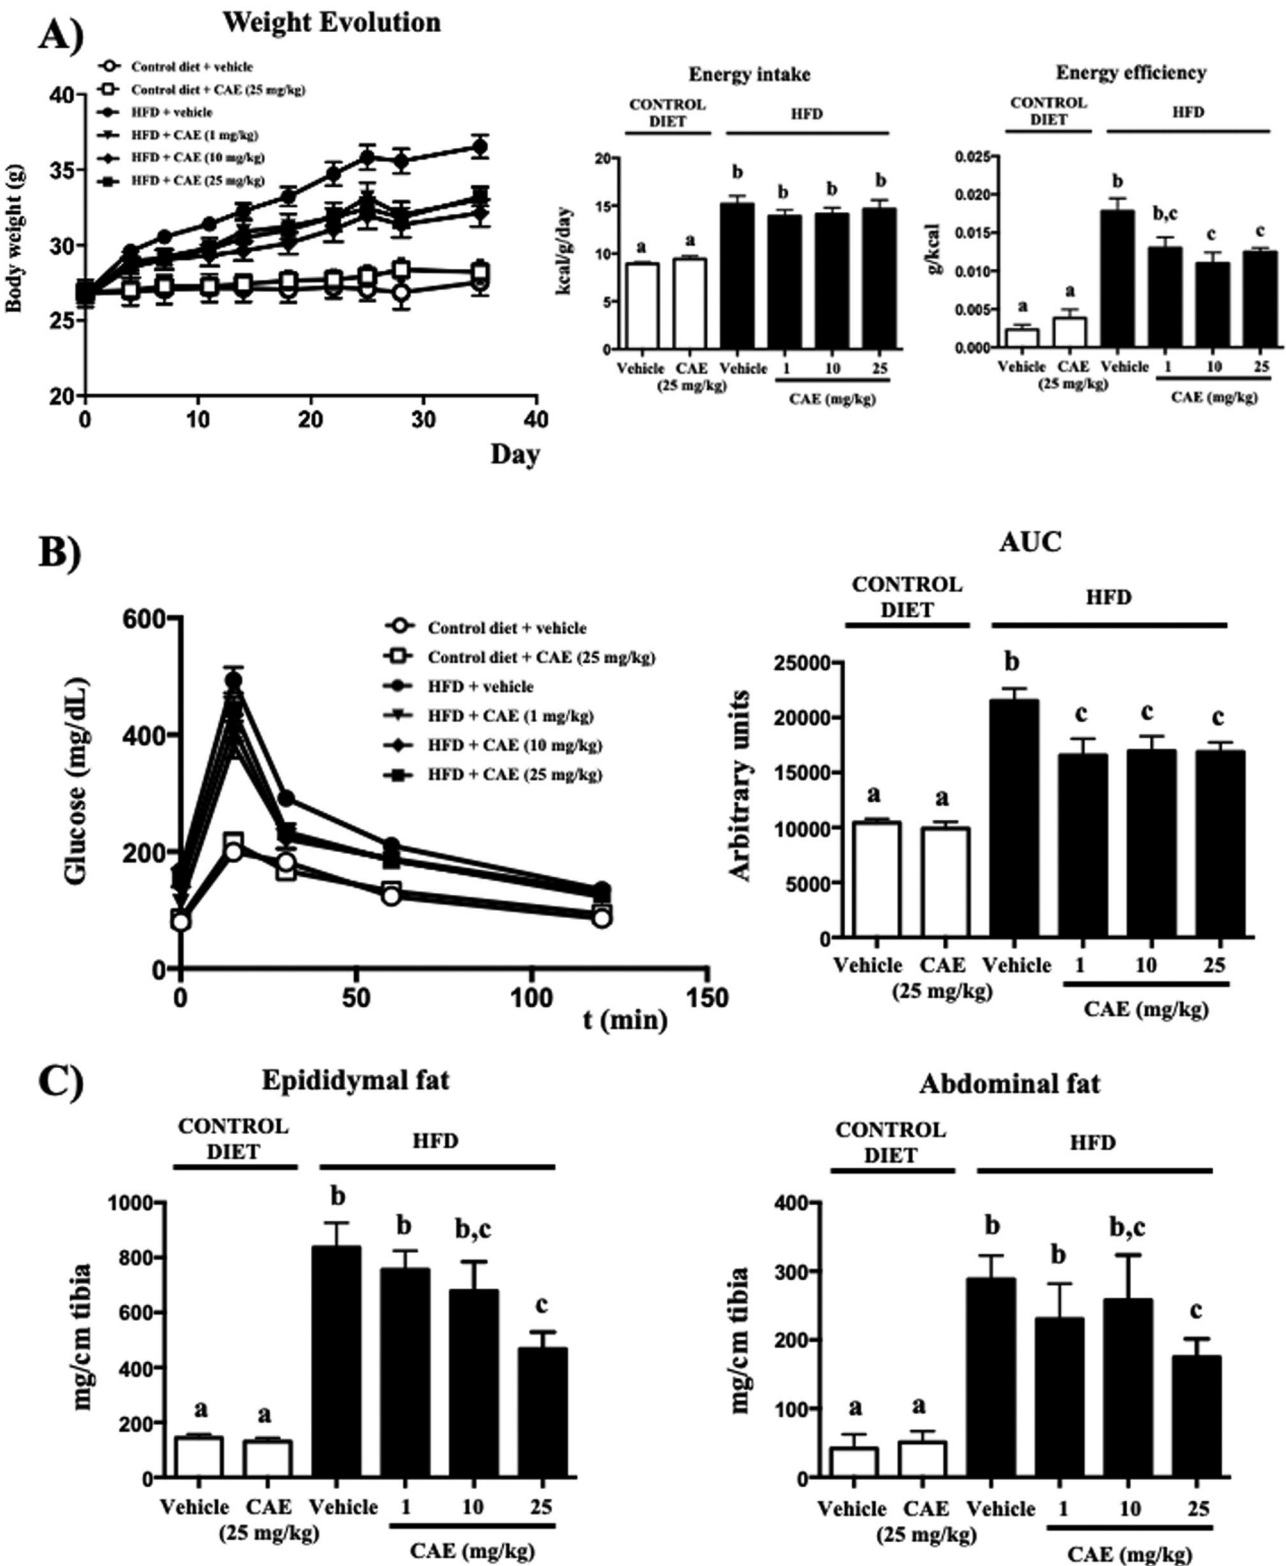 A)
Weight Evolution
Control diet + vehicle
Control diet + CAE (25 mg/kg)
HFD + vehicle
HFD + CAE (1 mg/kg)
HFD + CAE (10 mg/kg)
HFD + CAE (25 mg/kg)
Body weight (g)
40
35
30
25
20
0
10
20
30
40
Day
Energy intake
CONTROL
DIET
HFD
kcal/g/day
20
15
10
5
0
a
a
b
b
b
b
Vehicle
CAE
(25 mg/kg)
Vehicle
1
10
25
CAE (mg/kg)
Energy efficiency
CONTROL
DIET
HFD
g/kcal
0.025
0.020
0.015
0.010
0.005
0.000
a
a
b
b,c
c
c
Vehicle
CAE
(25 mg/kg)
Vehicle
1
10
25
CAE (mg/kg)
B)
Glucose (mg/dL)
600
400
200
0
Control diet + vehicle
Control diet + CAE (25 mg/kg)
HFD + vehicle
HFD + CAE (1 mg/kg)
HFD + CAE (10 mg/kg)
HFD + CAE (25 mg/kg)
0
50
100
150
t (min)
AUC
CONTROL
DIET
HFD
Arbitrary units
25000
20000
15000
10000
5000
0
a
a
b
c
c
c
Vehicle
CAE
(25 mg/kg)
Vehicle
1
10
25
CAE (mg/kg)
C)
Epididymal fat
CONTROL
DIET
HFD
mg/cm tibia
1000
800
600
400
200
0
a
a
b
b
b,c
c
Vehicle
CAE
(25 mg/kg)
Vehicle
1
10
25
CAE (mg/kg)
Abdominal fat
CONTROL
DIET
HFD
mg/cm tibia
400
300
200
100
0
a
a
b
b
b,c
c
Vehicle
CAE
(25 mg/kg)
Vehicle
1
10
25
CAE (mg/kg)